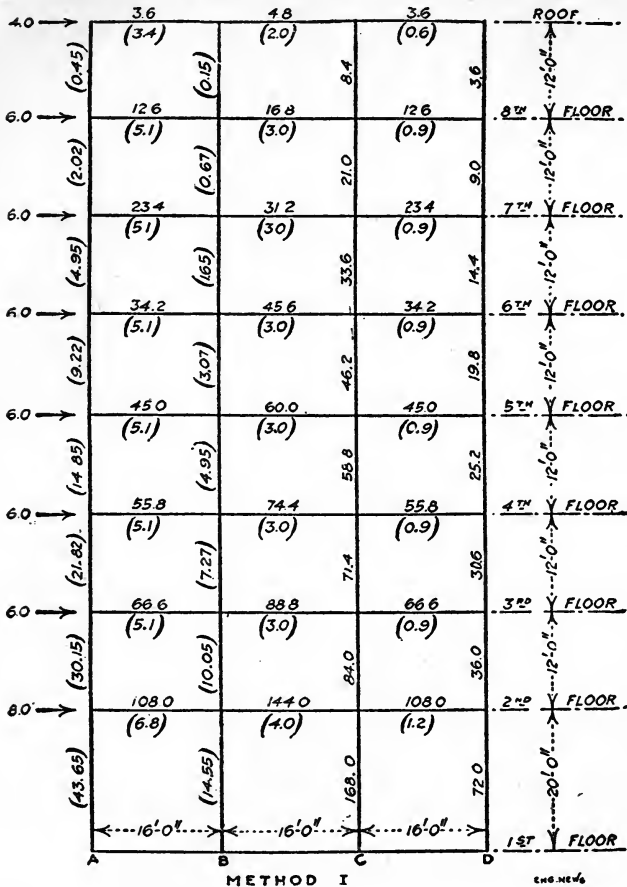 3.6 4.8 3.6 ROOF
4.0 (3.4) (2.0) (0.6)
(0.45) (0.15) 8.4 3.6 12'-0"
12.6 16.8 12.6 8TH FLOOR
6.0 (5.1) (3.0) (0.9)
(2.02) (0.67) 21.0 9.0 12'-0"
23.4 31.2 23.4 7TH FLOOR
6.0 (51) (3.0) (0.9)
(4.95) (1.65) 33.6 14.4 12'-0"
34.2 45.6 34.2 6TH FLOOR
6.0 (5.1) (3.0) (0.9)
(9.22) (3.07) 46.2 19.8 12'-0"
45.0 60.0 45.0 5TH FLOOR
6.0 (5.1) (3.0) (0.9)
(14.85) (4.95) 58.8 25.2 12'-0"
55.8 74.4 55.8 4TH FLOOR
6.0 (5.1) (3.0) (0.9)
(21.82) (7.27) 71.4 30.6 12'-0"
66.6 88.8 66.6 3RD FLOOR
6.0 (5.1) (3.0) (0.9)
(30.15) (10.05) 84.0 36.0 12'-0"
108.0 144.0 108.0 2ND FLOOR
8.0 (6.8) (4.0) (1.2)
(43.65) (14.55) 168.0 72.0 20'-0"
16'-0" 16'-0" 16'-0" 1ST FLOOR
A B C D
METHOD I ENG. NEWS